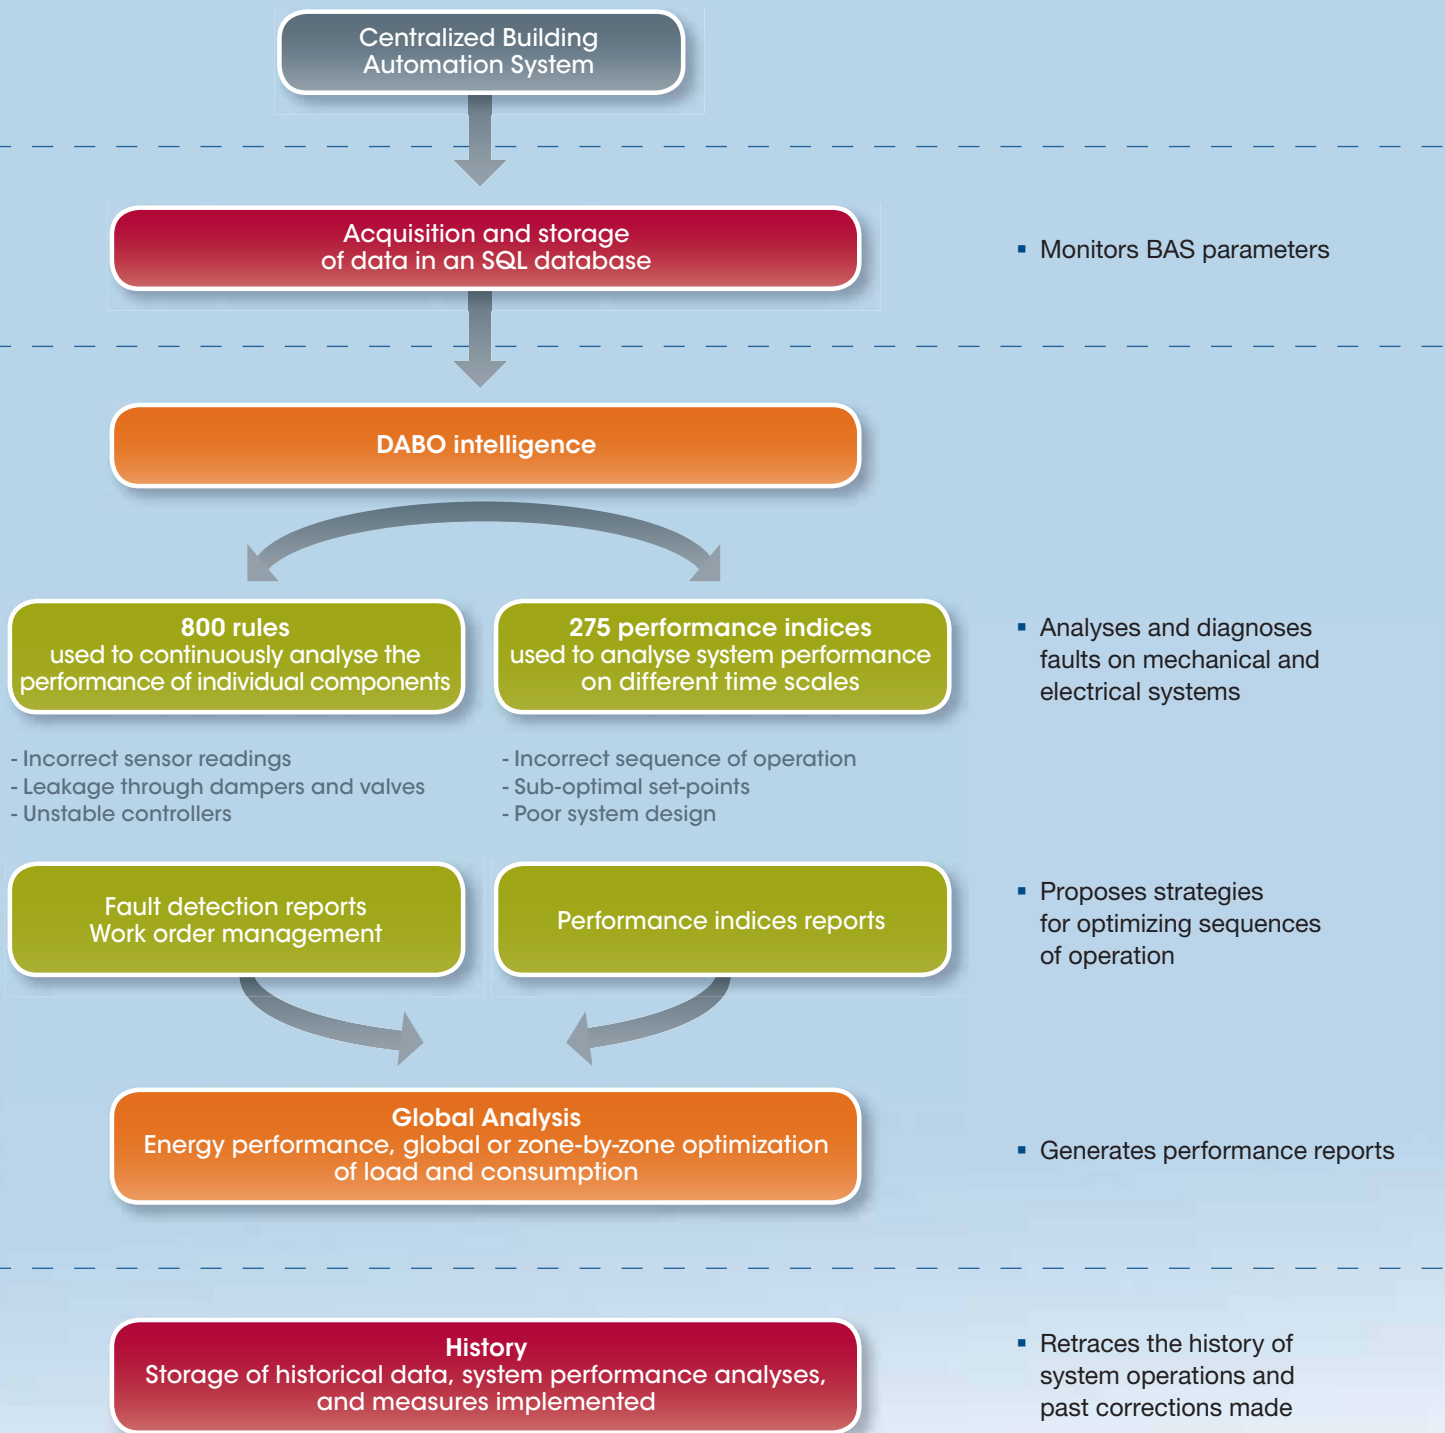 Centralized Building
Automation System
Acquisition and storage
of data in an SQL database
▪ Monitors BAS parameters
DABO intelligence
800 rules
used to continuously analyse the
performance of individual components
275 performance indices
used to analyse system performance
on different time scales
▪ Analyses and diagnoses
faults on mechanical and
electrical systems
- Incorrect sensor readings
- Leakage through dampers and valves
- Unstable controllers
- Incorrect sequence of operation
- Sub-optimal set-points
- Poor system design
Fault detection reports
Work order management
Performance indices reports
▪ Proposes strategies
for optimizing sequences
of operation
Global Analysis
Energy performance, global or zone-by-zone optimization
of load and consumption
▪ Generates performance reports
History
Storage of historical data, system performance analyses,
and measures implemented
▪ Retraces the history of
system operations and
past corrections made